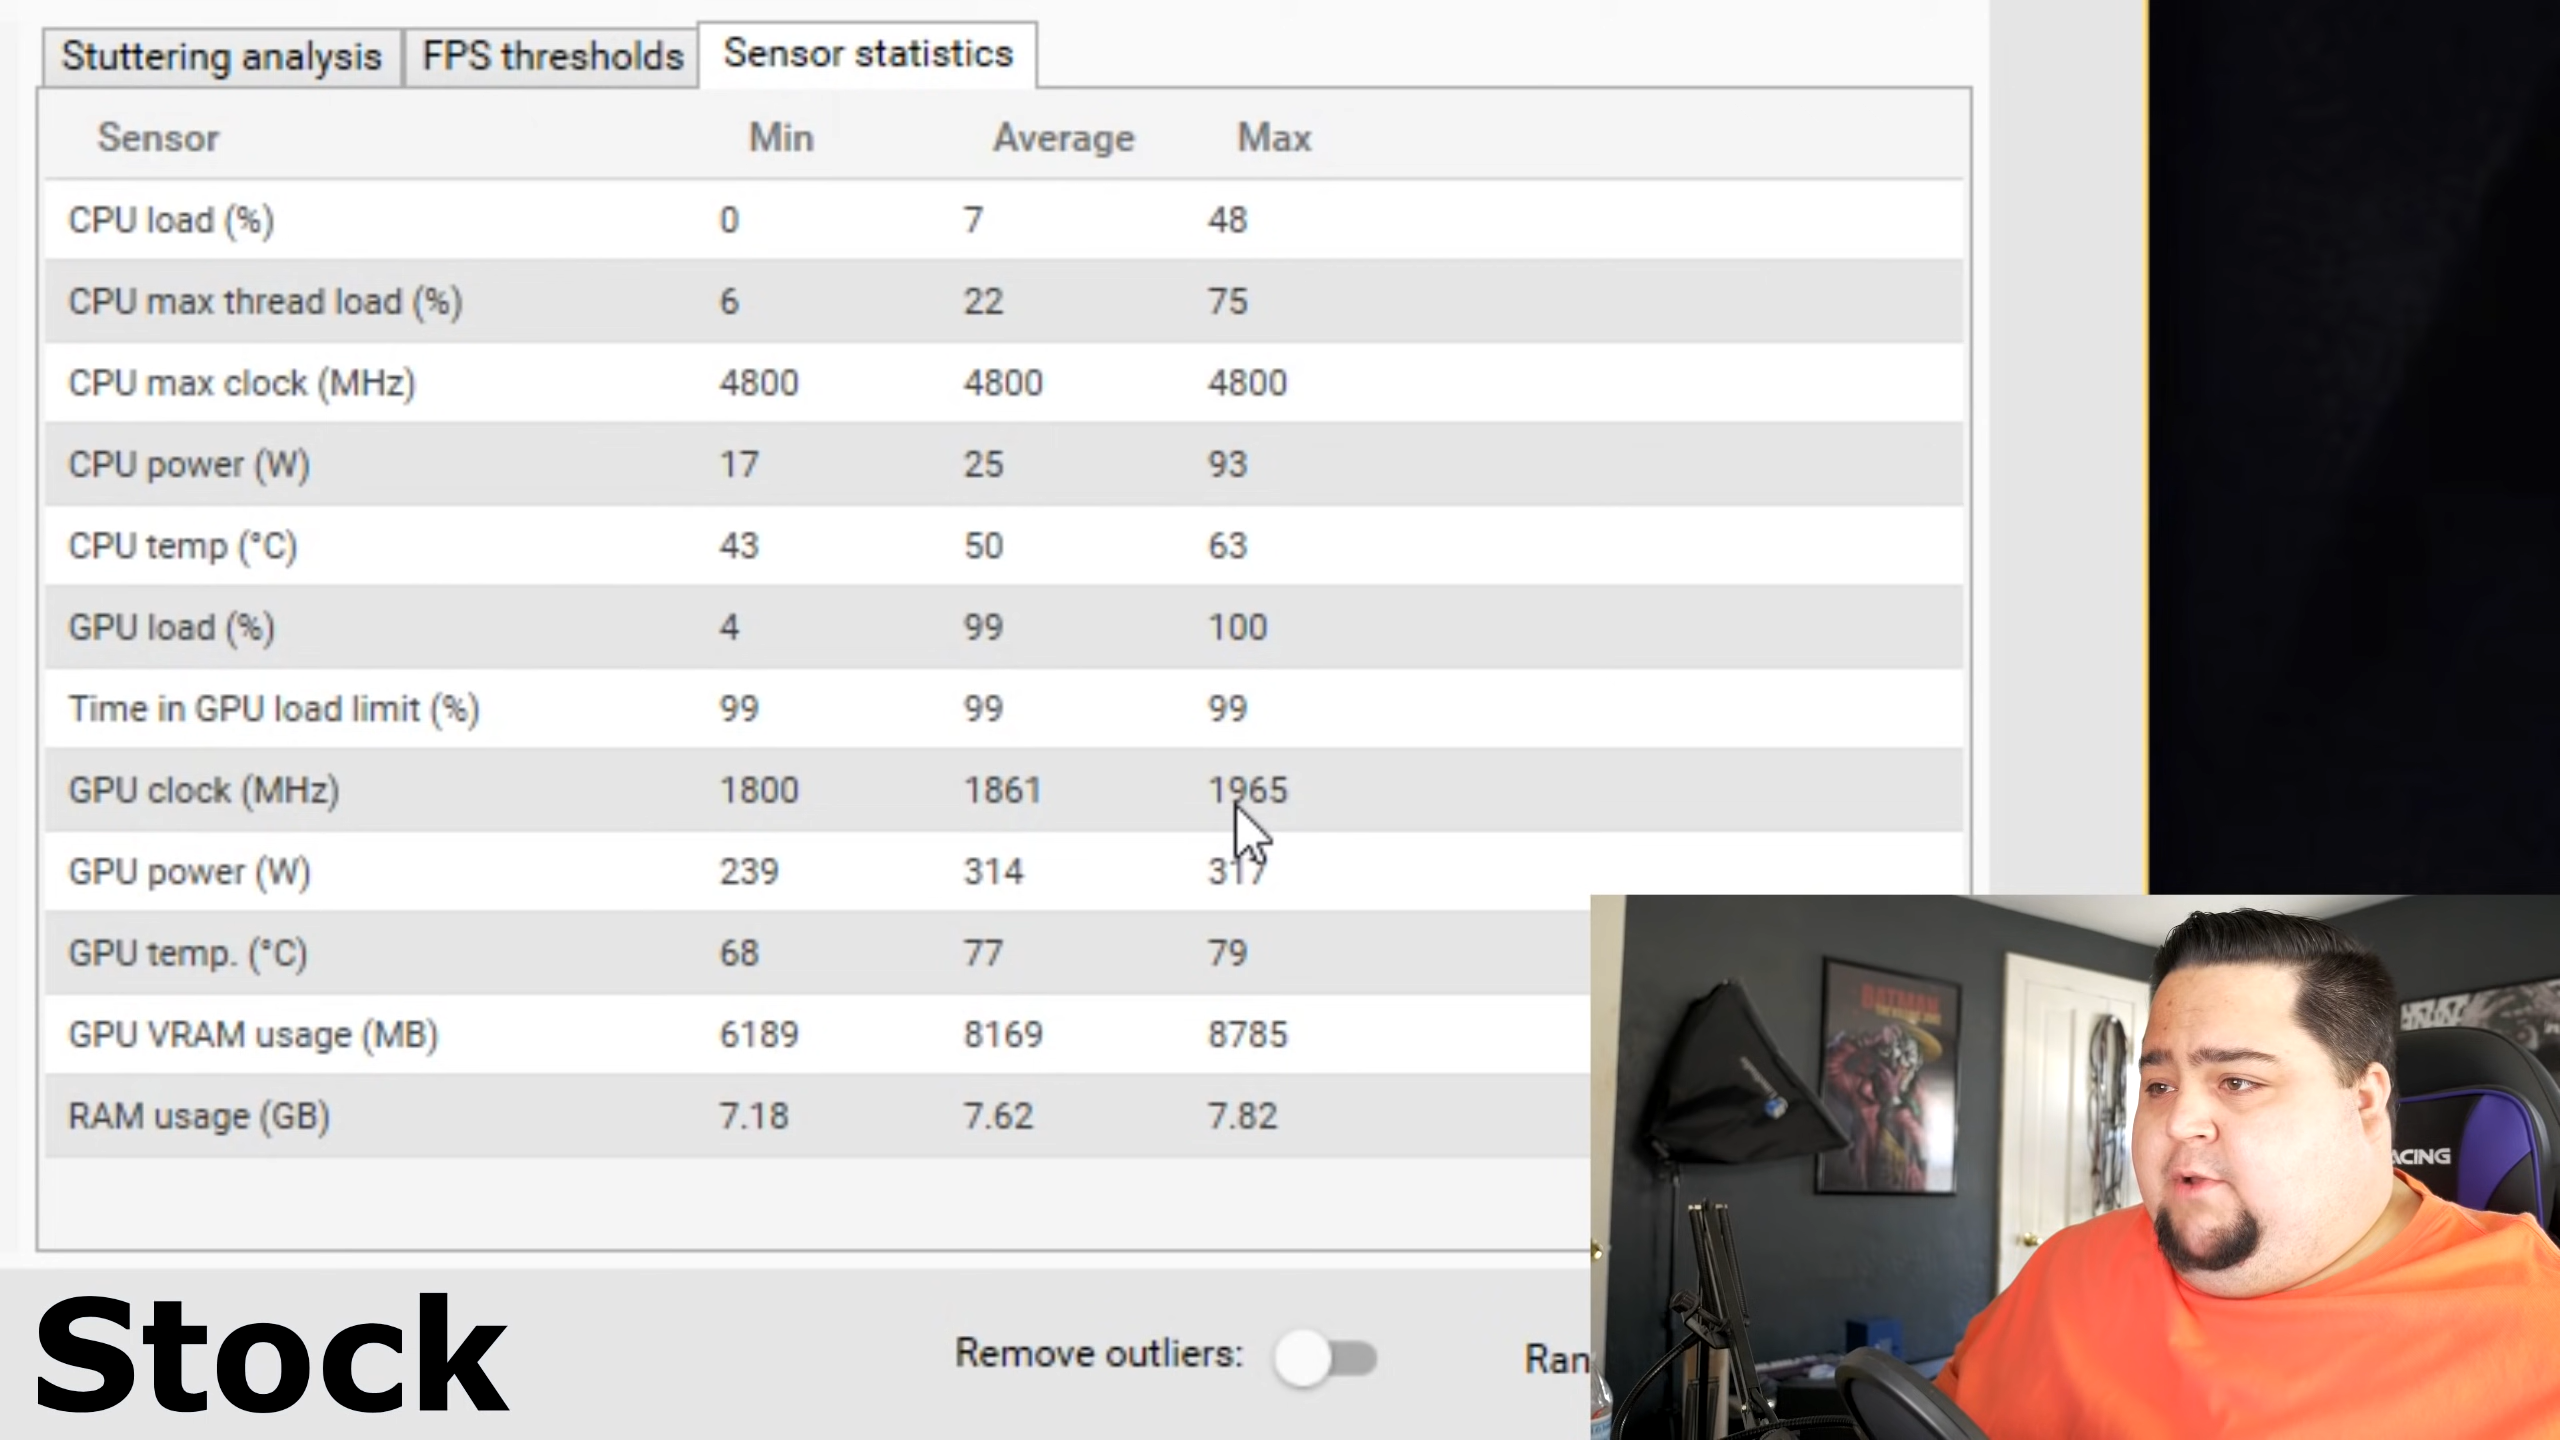 Stuttering analysis FPS thresholds Sensor statistics
Sensor Min Average Max
CPU load (%) 0 7 48
CPU max thread load (%) 6 22 75
CPU max clock (MHz) 4800 4800 4800
CPU power (W) 17 25 93
CPU temp (°C) 43 50 63
GPU load (%) 4 99 100
Time in GPU load limit (%) 99 99 99
GPU clock (MHz) 1800 1861 1965
GPU power (W) 239 314 317
GPU temp. (°C) 68 77 79
GPU VRAM usage (MB) 6189 8169 8785
RAM usage (GB) 7.18 7.62 7.82
BATMAN
ACING
Stock
Remove outliers:
Ran